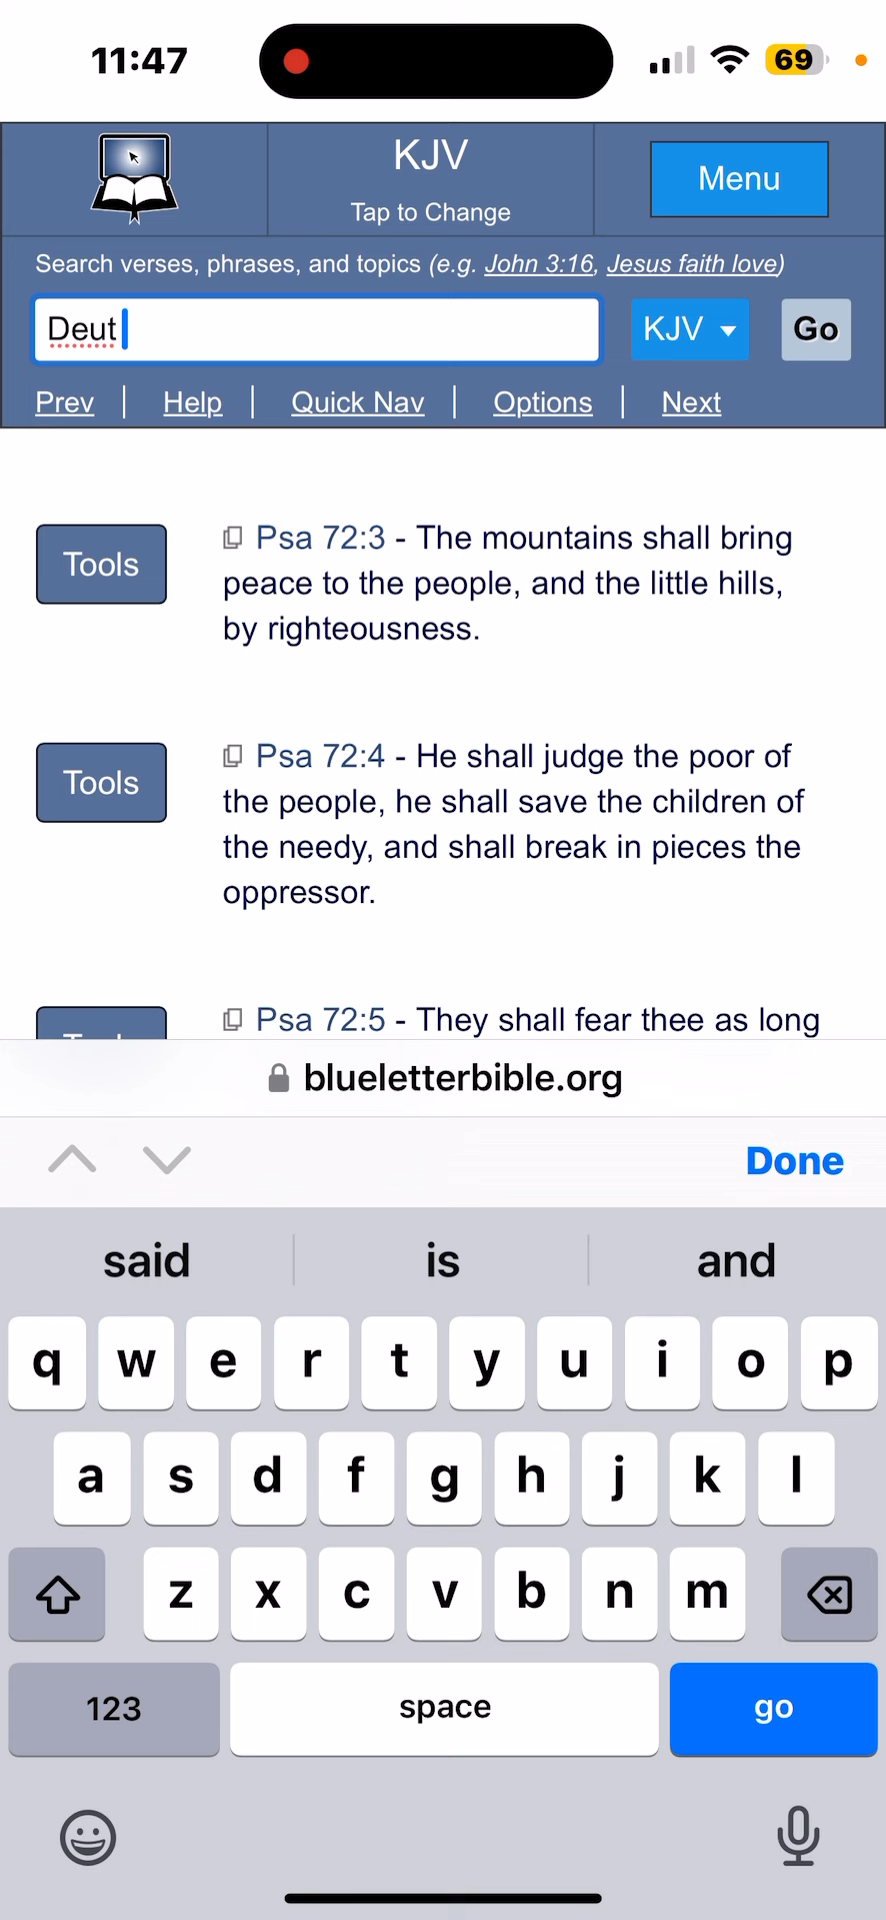 11:47
69
KJV
Tap to Change
Menu
Search verses, phrases, and topics (e.g. John 3:16, Jesus faith love)
Deut
KJV
Go
Prev | Help | Quick Nav | Options | Next
Tools
Psa 72:3 - The mountains shall bring
peace to the people, and the little hills,
by righteousness.
Tools
Psa 72:4 - He shall judge the poor of
the people, he shall save the children of
the needy, and shall break in pieces the
oppressor.
Psa 72:5 - They shall fear thee as long
blueletterbible.org
Done
said is and
q w e r t y u i o p
a s d f g h j k l
z x c v b n m
123 space go